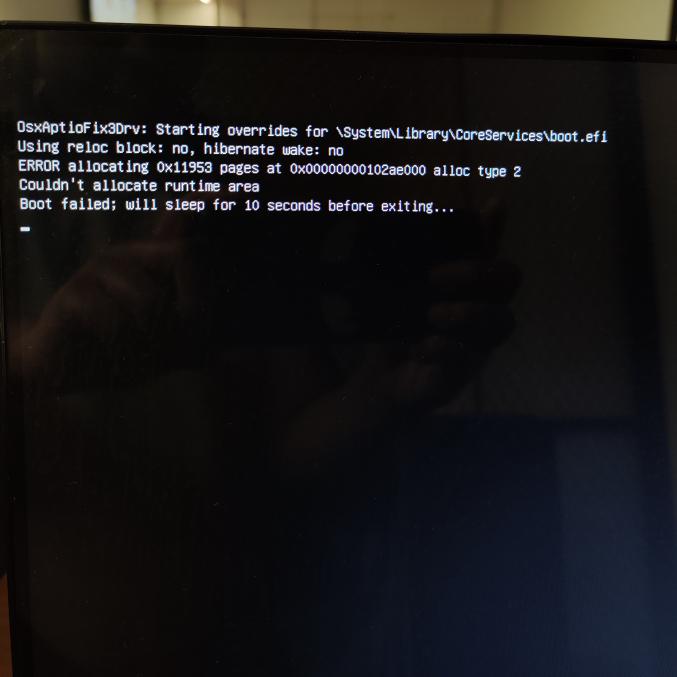 OsxAptioFix3Drv: Starting overrides for \System\Library\CoreServices\boot.efi
Using reloc block: no, hibernate wake: no
ERROR allocating 0x11953 pages at 0x00000000102ae000 alloc type 2
Couldn't allocate runtime area
Boot failed; will sleep for 10 seconds before exiting...